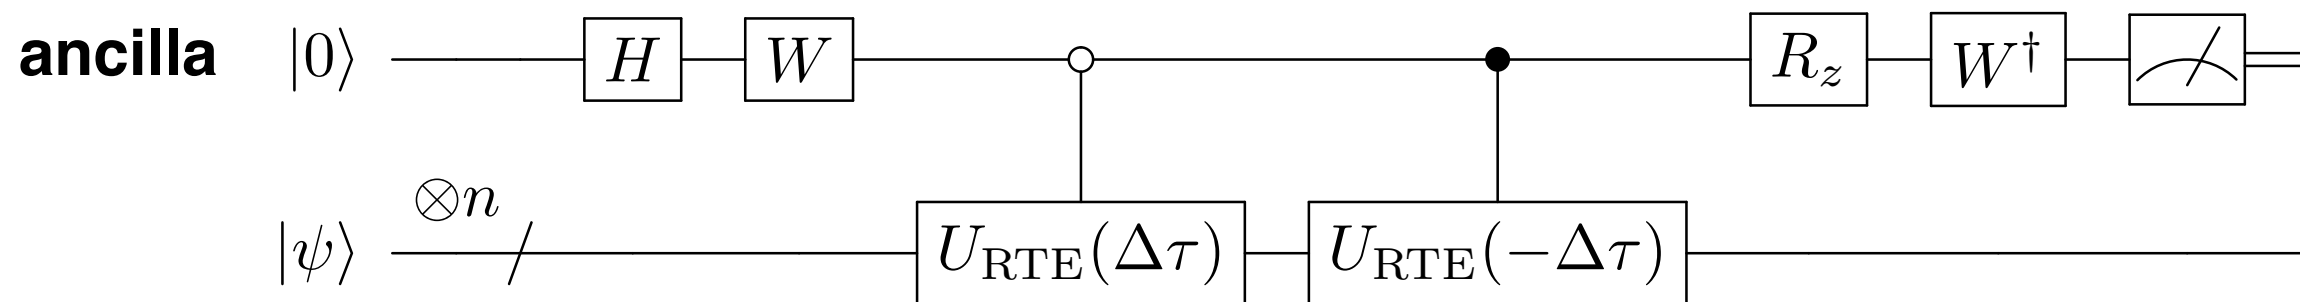 ancilla |0⟩ H W R_z W^†
⊗n
|ψ⟩ U_RTE(Δτ) U_RTE(−Δτ)